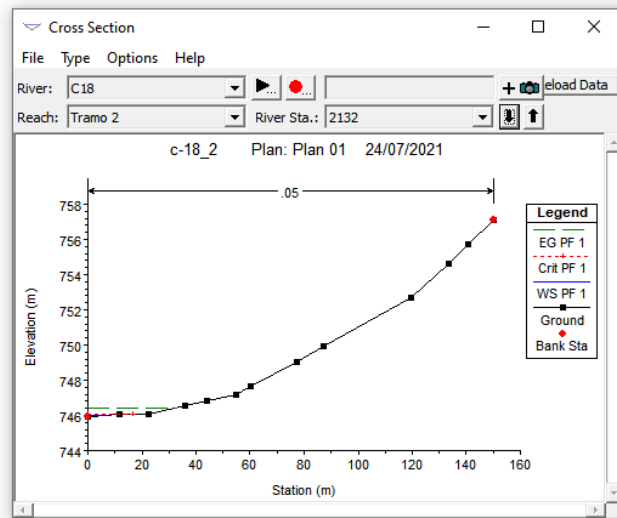 Cross Section
File Type Options Help
River: C18 eload Data
Reach: Tramo 2 River Sta.: 2132
c-18_2 Plan: Plan 01 24/07/2021
.05
758
756
754
752
750
748
746
744
0 20 40 60 80 100 120 140 160
Elevation (m)
Station (m)
Legend
EG PF 1
Crit PF 1
WS PF 1
Ground
Bank Sta